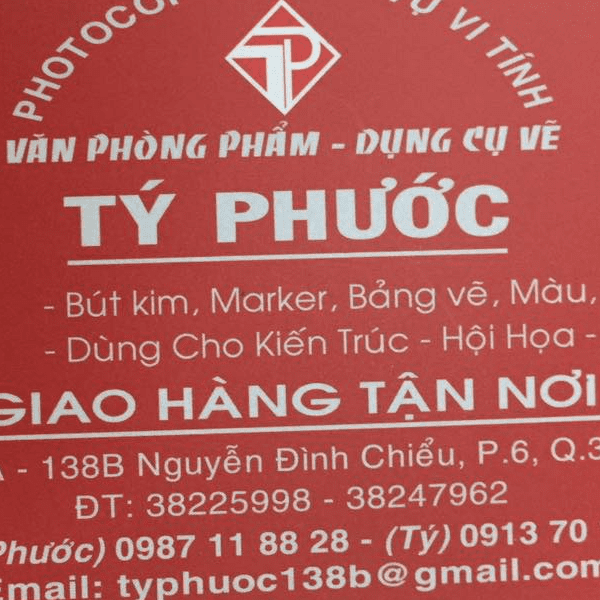 VI TÍNH
VĂN PHÒNG PHẨM - DỤNG CỤ VẼ
TÝ PHƯỚC
- Bút kim, Marker, Bảng vẽ, Màu,
- Dùng Cho Kiến Trúc - Hội Họa -
GIAO HÀNG TẬN NƠI
A - 138B Nguyễn Đình Chiểu, P.6, Q.3
ĐT: 38225998 - 38247962
Phước) 0987 11 88 28 - (Tý) 0913 70
Email: typhuoc138b@gmail.com